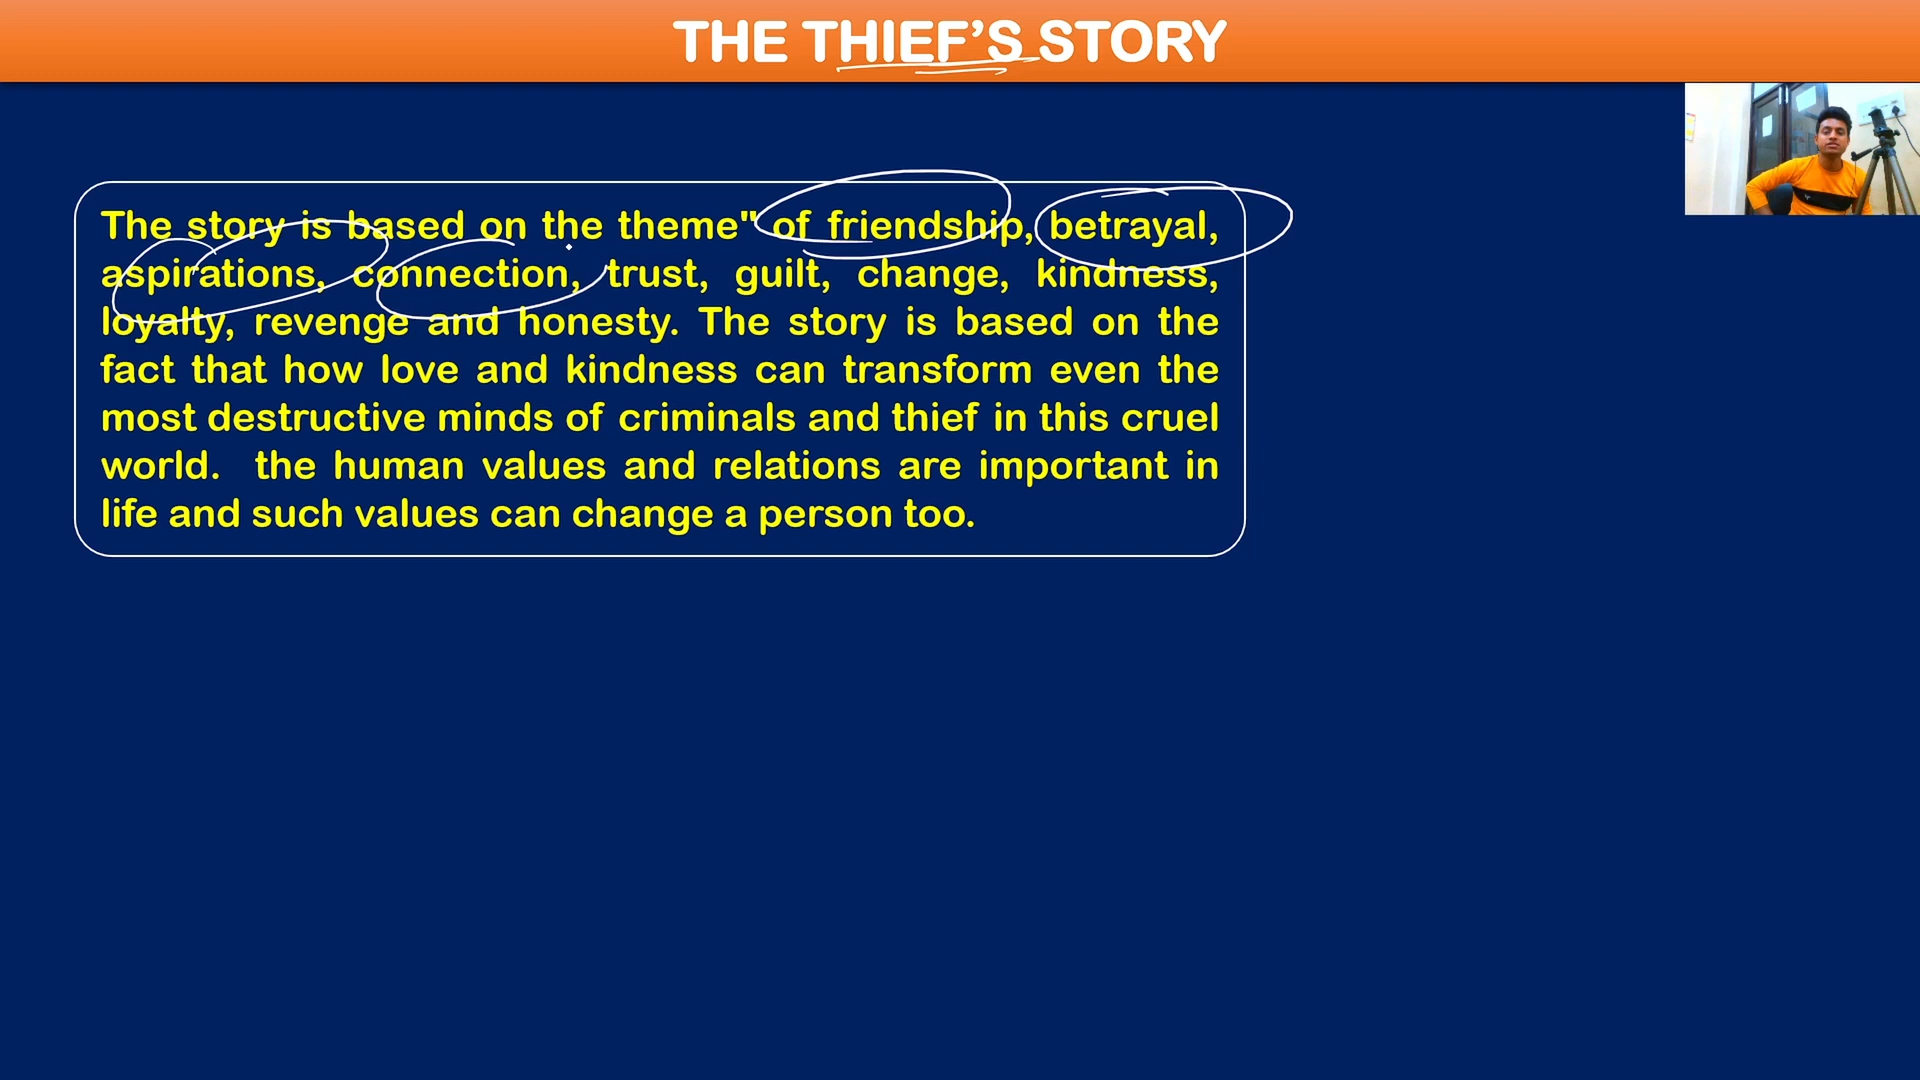 THE THIEF’S STORY
The story is based on the theme" of friendship, betrayal,
aspirations, connection, trust, guilt, change, kindness,
loyalty, revenge and honesty. The story is based on the
fact that how love and kindness can transform even the
most destructive minds of criminals and thief in this cruel
world. the human values and relations are important in
life and such values can change a person too.